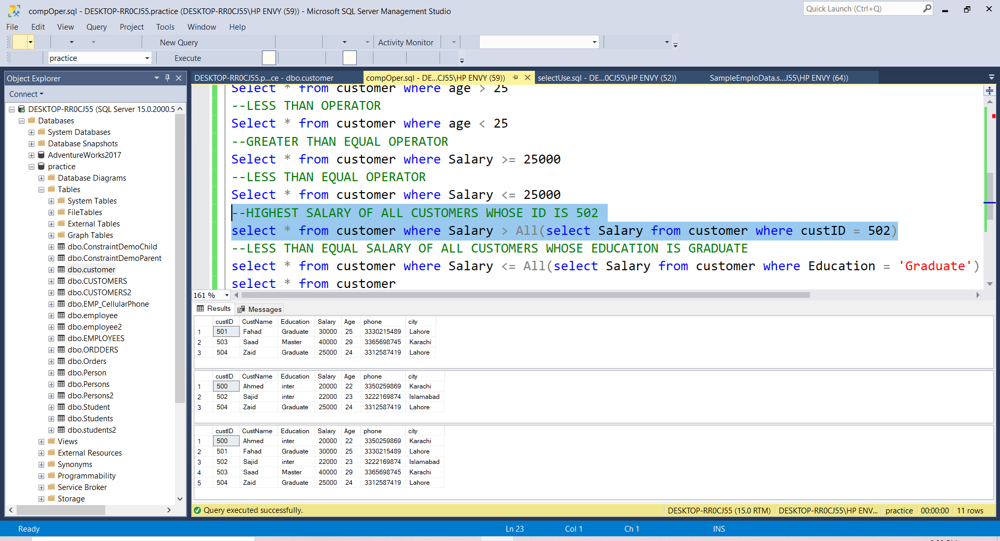 compOper.sql - DESKTOP-RR0CJ55.practice (DESKTOP-RR0CJ55\HP ENVY (59)) - Microsoft SQL Server Management Studio
Quick Launch (Ctrl+Q)
File Edit View Query Project Tools Window Help
New Query Activity Monitor
practice Execute
Object Explorer
Connect
DESKTOP-RR0CJ55 (SQL Server 15.0.2000.5
Databases
System Databases
Database Snapshots
AdventureWorks2017
practice
Database Diagrams
Tables
System Tables
FileTables
External Tables
Graph Tables
dbo.ConstraintDemoChild
dbo.ConstraintDemoParent
dbo.customer
dbo.CUSTOMERS
dbo.CUSTOMERS2
dbo.EMP_CellularPhone
dbo.employee
dbo.employee2
dbo.EMPLOYEES
dbo.ORDDERS
dbo.Orders
dbo.Person
dbo.Persons
dbo.Persons2
dbo.Student
dbo.Students
dbo.students2
Views
External Resources
Synonyms
Programmability
Service Broker
Storage
DESKTOP-RR0CJ55.p...ce - dbo.customer compOper.sql - DE...CJ55\HP ENVY (59)) selectUse.sql - DE...0CJ55\HP ENVY (52)) SampleEmploData.s...J55\HP ENVY (64))
Select * from customer where age > 25
--LESS THAN OPERATOR
Select * from customer where age < 25
--GREATER THAN EQUAL OPERATOR
Select * from customer where Salary >= 25000
--LESS THAN EQUAL OPERATOR
Select * from customer where Salary <= 25000
--HIGHEST SALARY OF ALL CUSTOMERS WHOSE ID IS 502
select * from customer where Salary > All(select Salary from customer where custID = 502)
--LESS THAN EQUAL SALARY OF ALL CUSTOMERS WHOSE EDUCATION IS GRADUATE
select * from customer where Salary <= All(select Salary from customer where Education = 'Graduate')
select * from customer
161 %
Results Messages
custID CustName Education Salary Age phone city
1 501 Fahad Graduate 30000 25 3330215489 Lahore
2 503 Saad Master 40000 29 3365698745 Karachi
3 504 Zaid Graduate 25000 24 3312587419 Lahore
custID CustName Education Salary Age phone city
1 500 Ahmed inter 20000 22 3350259869 Karachi
2 502 Sajid inter 22000 23 3222169874 Islamabad
3 504 Zaid Graduate 25000 24 3312587419 Lahore
custID CustName Education Salary Age phone city
1 500 Ahmed inter 20000 22 3350259869 Karachi
2 501 Fahad Graduate 30000 25 3330215489 Lahore
3 502 Sajid inter 22000 23 3222169874 Islamabad
4 503 Saad Master 40000 29 3365698745 Karachi
5 504 Zaid Graduate 25000 24 3312587419 Lahore
Query executed successfully. DESKTOP-RR0CJ55 (15.0 RTM) DESKTOP-RR0CJ55\HP ENV... practice 00:00:00 11 rows
Ready Ln 23 Col 1 Ch 1 INS